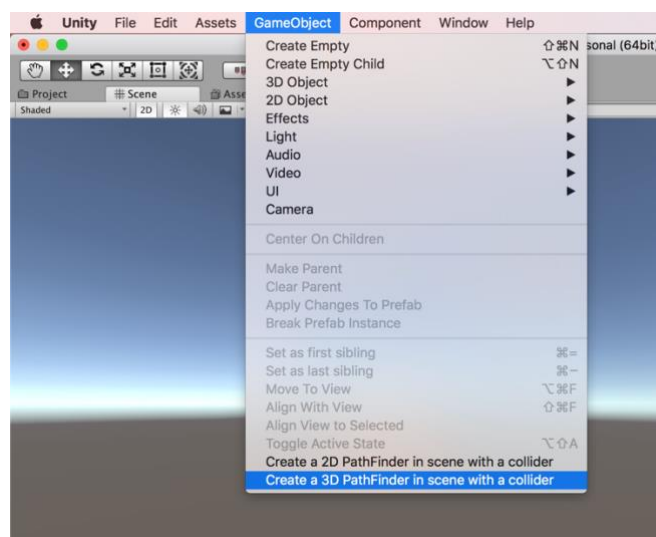 Unity File Edit Assets GameObject Component Window Help
sonal (64bit)
Project Scene Asse
Shaded 2D
Create Empty ⇧⌘N
Create Empty Child ⌥⇧N
3D Object
2D Object
Effects
Light
Audio
Video
UI
Camera
Center On Children
Make Parent
Clear Parent
Apply Changes To Prefab
Break Prefab Instance
Set as first sibling ⌘=
Set as last sibling ⌘-
Move To View ⌥⌘F
Align With View ⇧⌘F
Align View to Selected
Toggle Active State ⌥⇧A
Create a 2D PathFinder in scene with a collider
Create a 3D PathFinder in scene with a collider